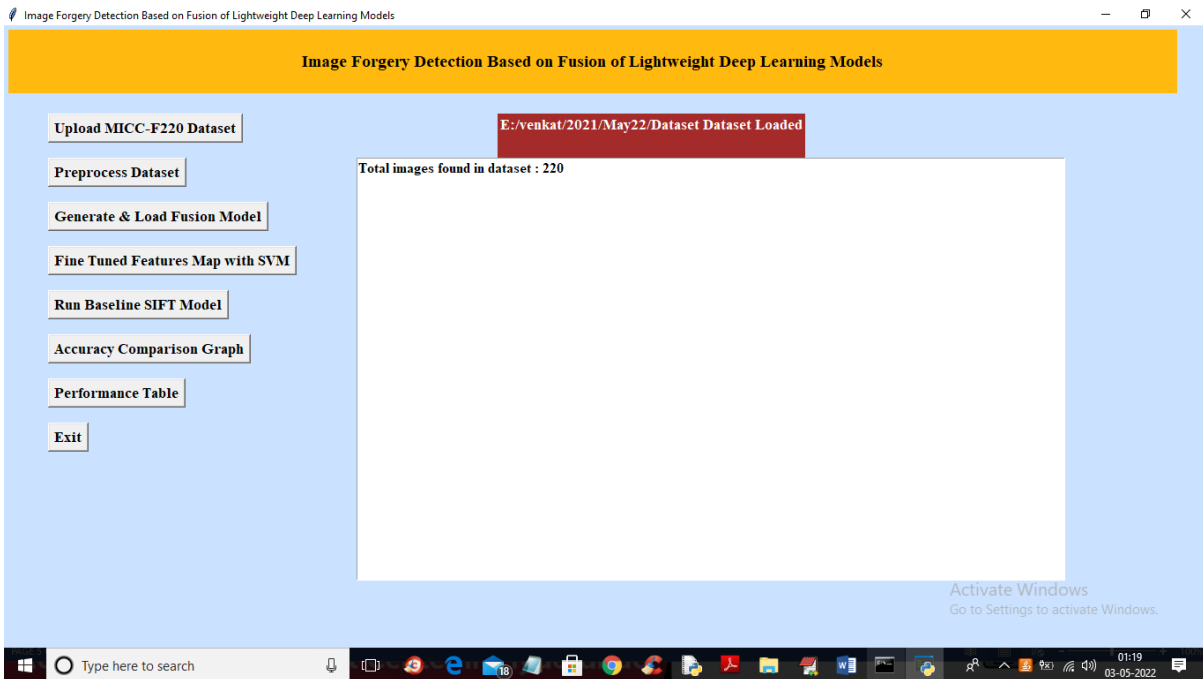 Image Forgery Detection Based on Fusion of Lightweight Deep Learning Models
Image Forgery Detection Based on Fusion of Lightweight Deep Learning Models
Upload MICC-F220 Dataset
E:/venkat/2021/May22/Dataset Dataset Loaded
Preprocess Dataset
Total images found in dataset : 220
Generate & Load Fusion Model
Fine Tuned Features Map with SVM
Run Baseline SIFT Model
Accuracy Comparison Graph
Performance Table
Exit
Activate Windows
Go to Settings to activate Windows.
Type here to search
18
01:19
03-05-2022